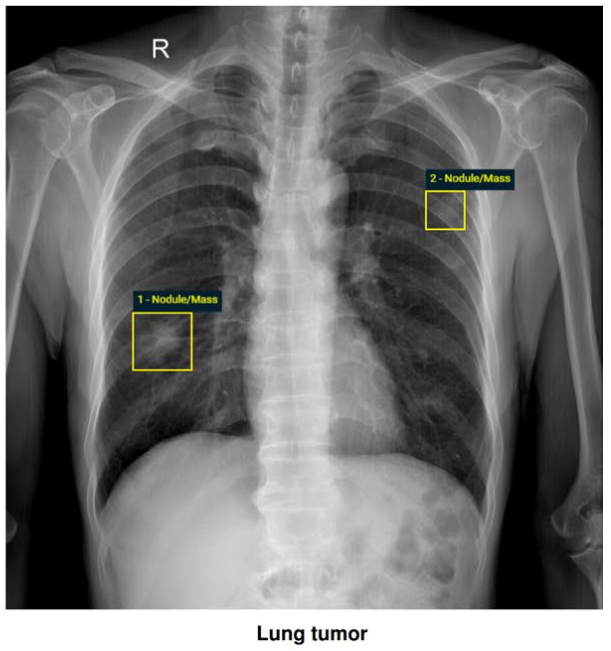 R
2 - Nodule/Mass
1 - Nodule/Mass
Lung tumor